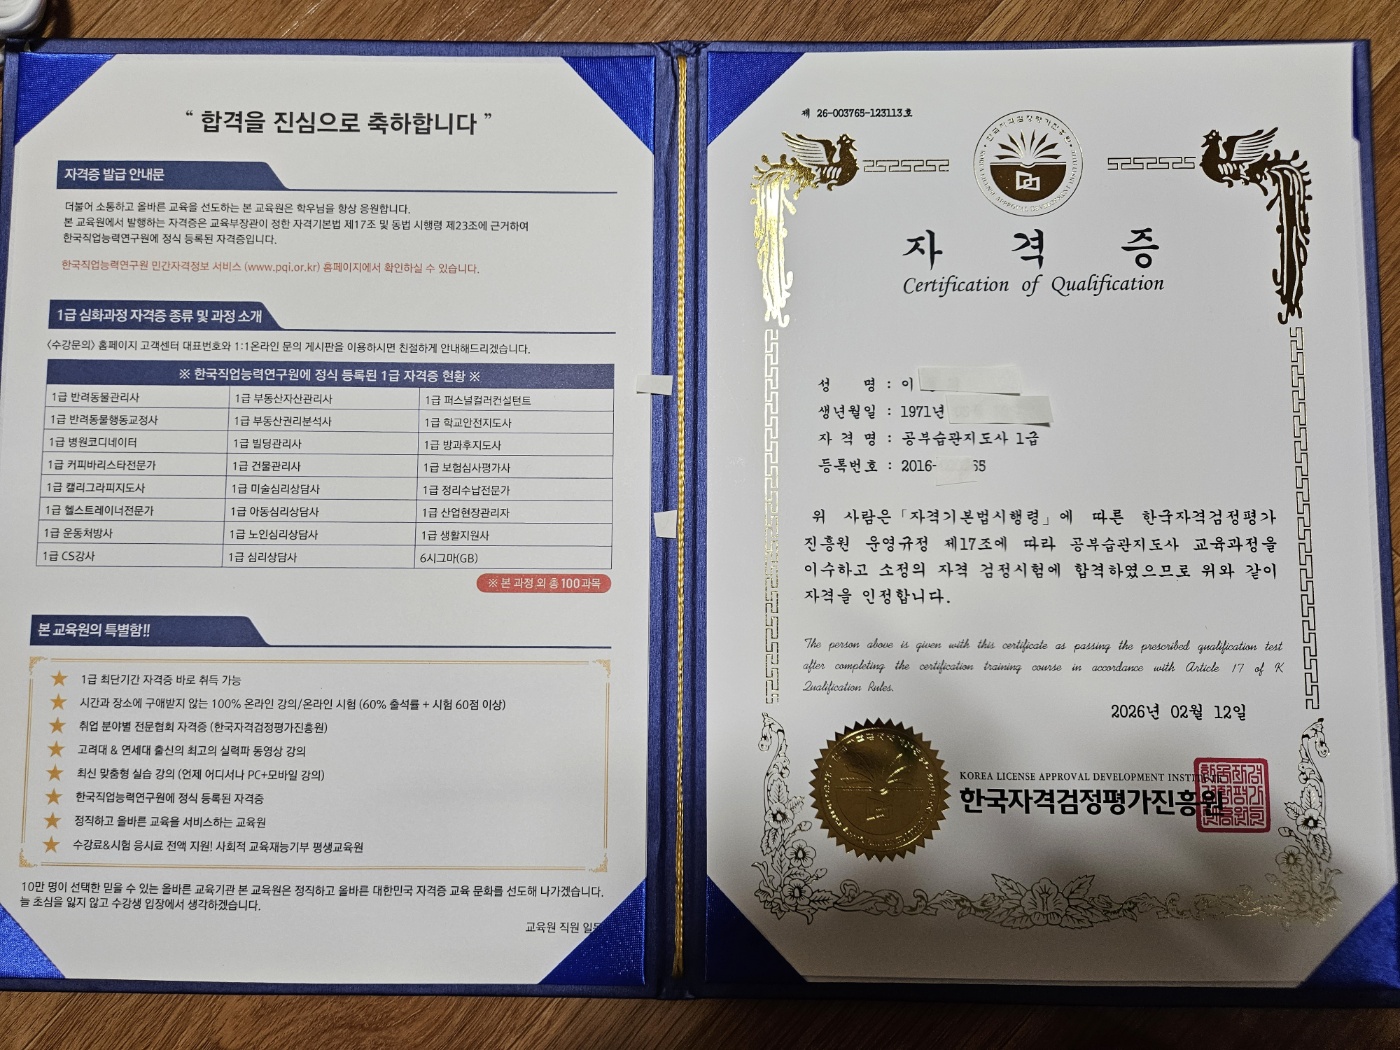 “ 합격을 진심으로 축하합니다 ”
자격증 발급 안내문
더불어 소통하고 올바른 교육을 선도하는 본 교육원은 학우님을 항상 응원합니다.
본 교육원에서 발행하는 자격증은 교육부장관이 정한 자격기본법 제17조 및 동법 시행령 제23조에 근거하여
한국직업능력연구원에 정식 등록된 자격증입니다.
한국직업능력연구원 민간자격정보 서비스 (www.pqi.or.kr) 홈페이지에서 확인하실 수 있습니다.
1급 심화과정 자격증 종류 및 과정 소개
<수강문의> 홈페이지 고객센터 대표번호와 1:1온라인 문의 게시판을 이용하시면 친절하게 안내해드리겠습니다.
※ 한국직업능력연구원에 정식 등록된 1급 자격증 현황 ※
1급 반려동물관리사 1급 부동산자산관리사 1급 퍼스널컬러컨설턴트
1급 반려동물행동교정사 1급 부동산권리분석사 1급 학교안전지도사
1급 병원코디네이터 1급 빌딩관리사 1급 방과후지도사
1급 커피바리스타전문가 1급 건물관리사 1급 보험심사평가사
1급 캘리그라피지도사 1급 미술심리상담사 1급 정리수납전문가
1급 헬스트레이너전문가 1급 아동심리상담사 1급 산업현장관리자
1급 운동처방사 1급 노인심리상담사 1급 생활지원사
1급 CS강사 1급 심리상담사 6시그마(GB)
※ 본 과정 외 총 100과목
본 교육원의 특별함!!
★ 1급 최단기간 자격증 바로 취득 가능
★ 시간과 장소에 구애받지 않는 100% 온라인 강의/온라인 시험 (60% 출석률 + 시험 60점 이상)
★ 취업 분야별 전문협회 자격증 (한국자격검정평가진흥원)
★ 고려대 & 연세대 출신의 최고의 실력파 동영상 강의
★ 최신 맞춤형 실습 강의 (언제 어디서나 PC+모바일 강의)
★ 한국직업능력연구원에 정식 등록된 자격증
★ 정직하고 올바른 교육을 서비스하는 교육원
★ 수강료&시험 응시료 전액 지원! 사회적 교육재능기부 평생교육원
10만 명이 선택한 믿을 수 있는 올바른 교육기관 본 교육원은 정직하고 올바른 대한민국 자격증 교육 문화를 선도해 나가겠습니다.
늘 초심을 잃지 않고 수강생 입장에서 생각하겠습니다.
교육원 직원 일동
제 26-003765-123113호
자 격 증
Certification of Qualification
성 명 : 이
생년월일 : 1971년
자 격 명 : 공부습관지도사 1급
등록번호 : 2016- 65
위 사람은 「자격기본법시행령」에 따른 한국자격검정평가
진흥원 운영규정 제17조에 따라 공부습관지도사 교육과정을
이수하고 소정의 자격 검정시험에 합격하였으므로 위와 같이
자격을 인정합니다.
The person above is given with this certificate as passing the prescribed qualification test
after completing the certification training course in accordance with Article 17 of K
Qualification Rules.
2026년 02월 12일
KOREA LICENSE APPROVAL DEVELOPMENT INSTITUTE
한국자격검정평가진흥원